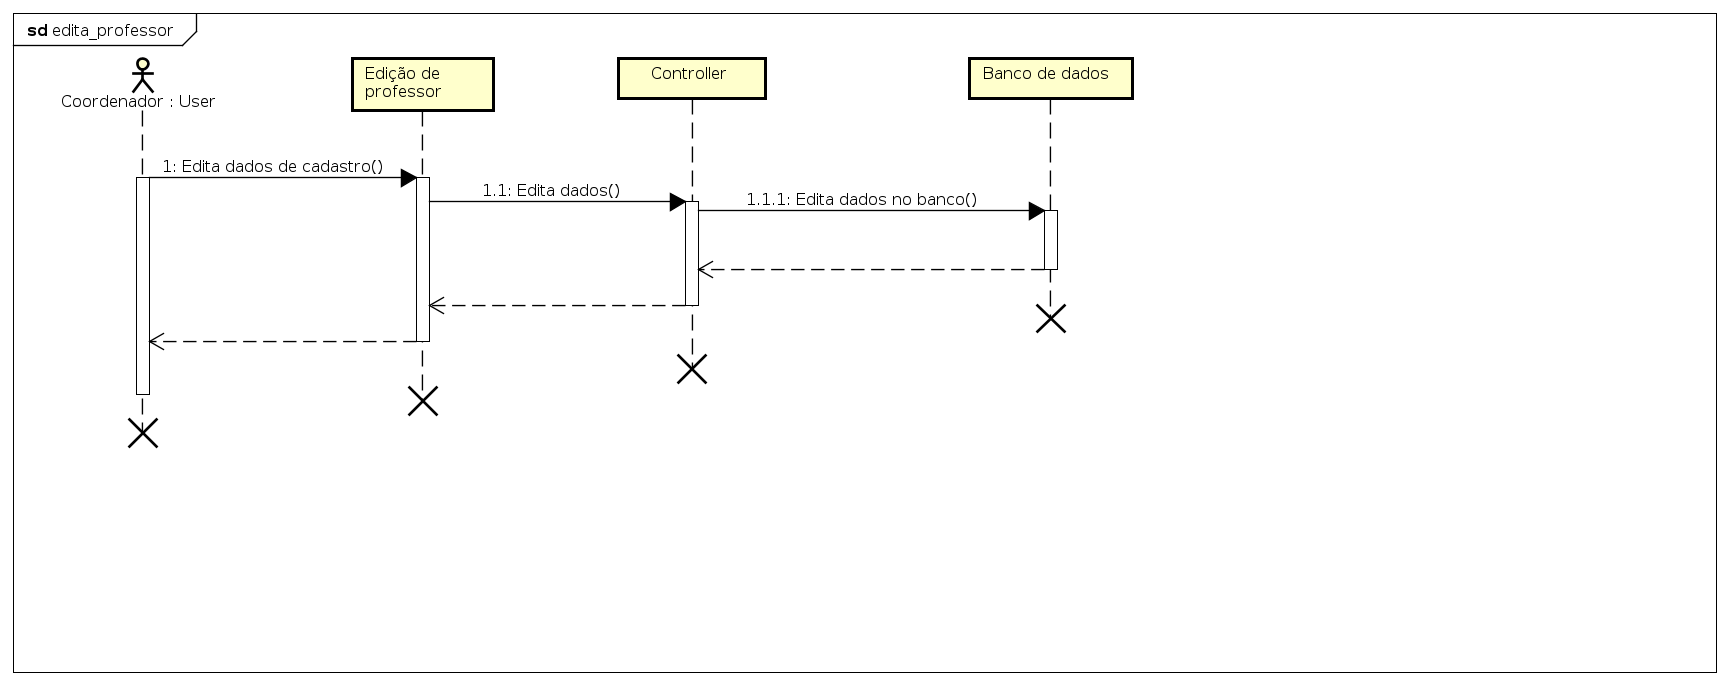 sd edita_professor
Coordenador : User
Edição de
professor
Controller
Banco de dados
1: Edita dados de cadastro()
1.1: Edita dados()
1.1.1: Edita dados no banco()